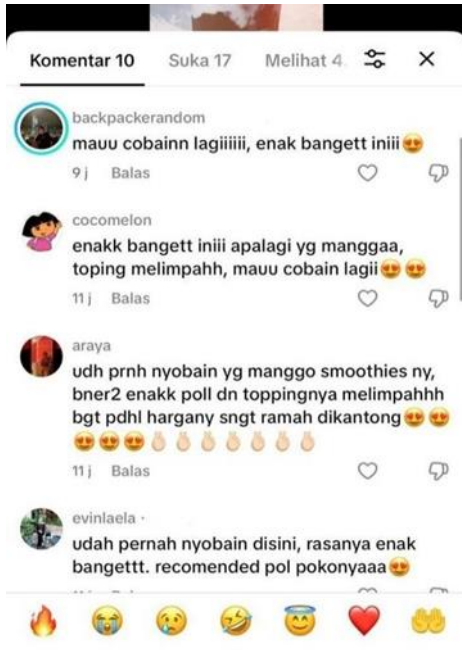 Komentar 10 Suka 17 Melihat 4
backpackerandom
mauu cobainn lagiiiiii, enak bangett iniii😍
9 j Balas
cocomelon
enakk bangett iniii apalagi yg manggaa,
toping melimpahh, mauu cobain lagii😍😍
11 j Balas
araya
udh prnh nyobain yg manggo smoothies ny,
bner2 enakk poll dn toppingnya melimpahhh
bgt pdhl hargany sngt ramah dikantong😍😍
😍😍😍🫰🏻🫰🏻🫰🏻🫰🏻🫰🏻🫰🏻🫰🏻
11 j Balas
evinlaela ·
udah pernah nyobain disini, rasanya enak
bangettt. recomended pol pokonyaaa😍
🔥😭😢🤣😇❤️🤲